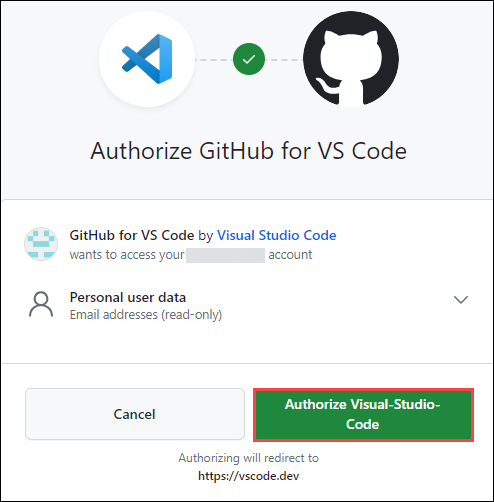 Authorize GitHub for VS Code
GitHub for VS Code by Visual Studio Code
wants to access your account
Personal user data
Email addresses (read-only)
Cancel
Authorize Visual-Studio-
Code
Authorizing will redirect to
https://vscode.dev